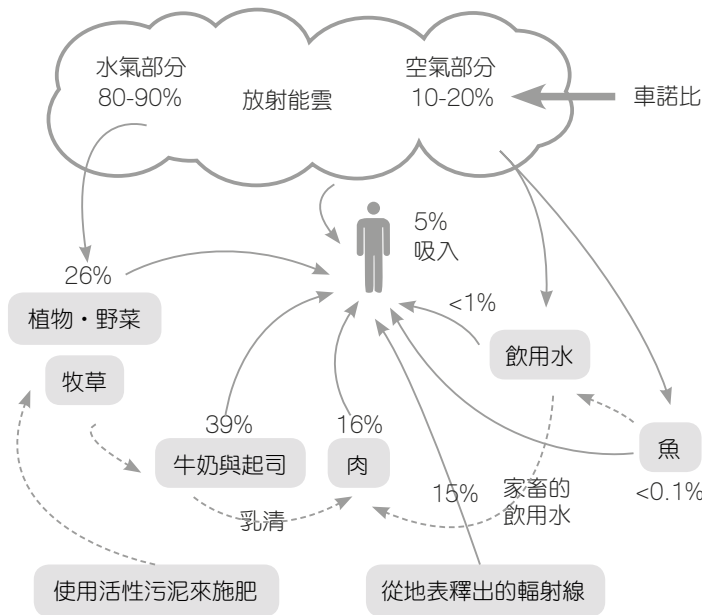 水氣部分
80-90%
放射能雲
空氣部分
10-20%
車諾比
5%
吸入
26%
植物・野菜
<1%
飲用水
牧草
39%
牛奶與起司
16%
肉
魚
<0.1%
15%
家畜的
飲用水
乳清
使用活性污泥來施肥
從地表釋出的輻射線